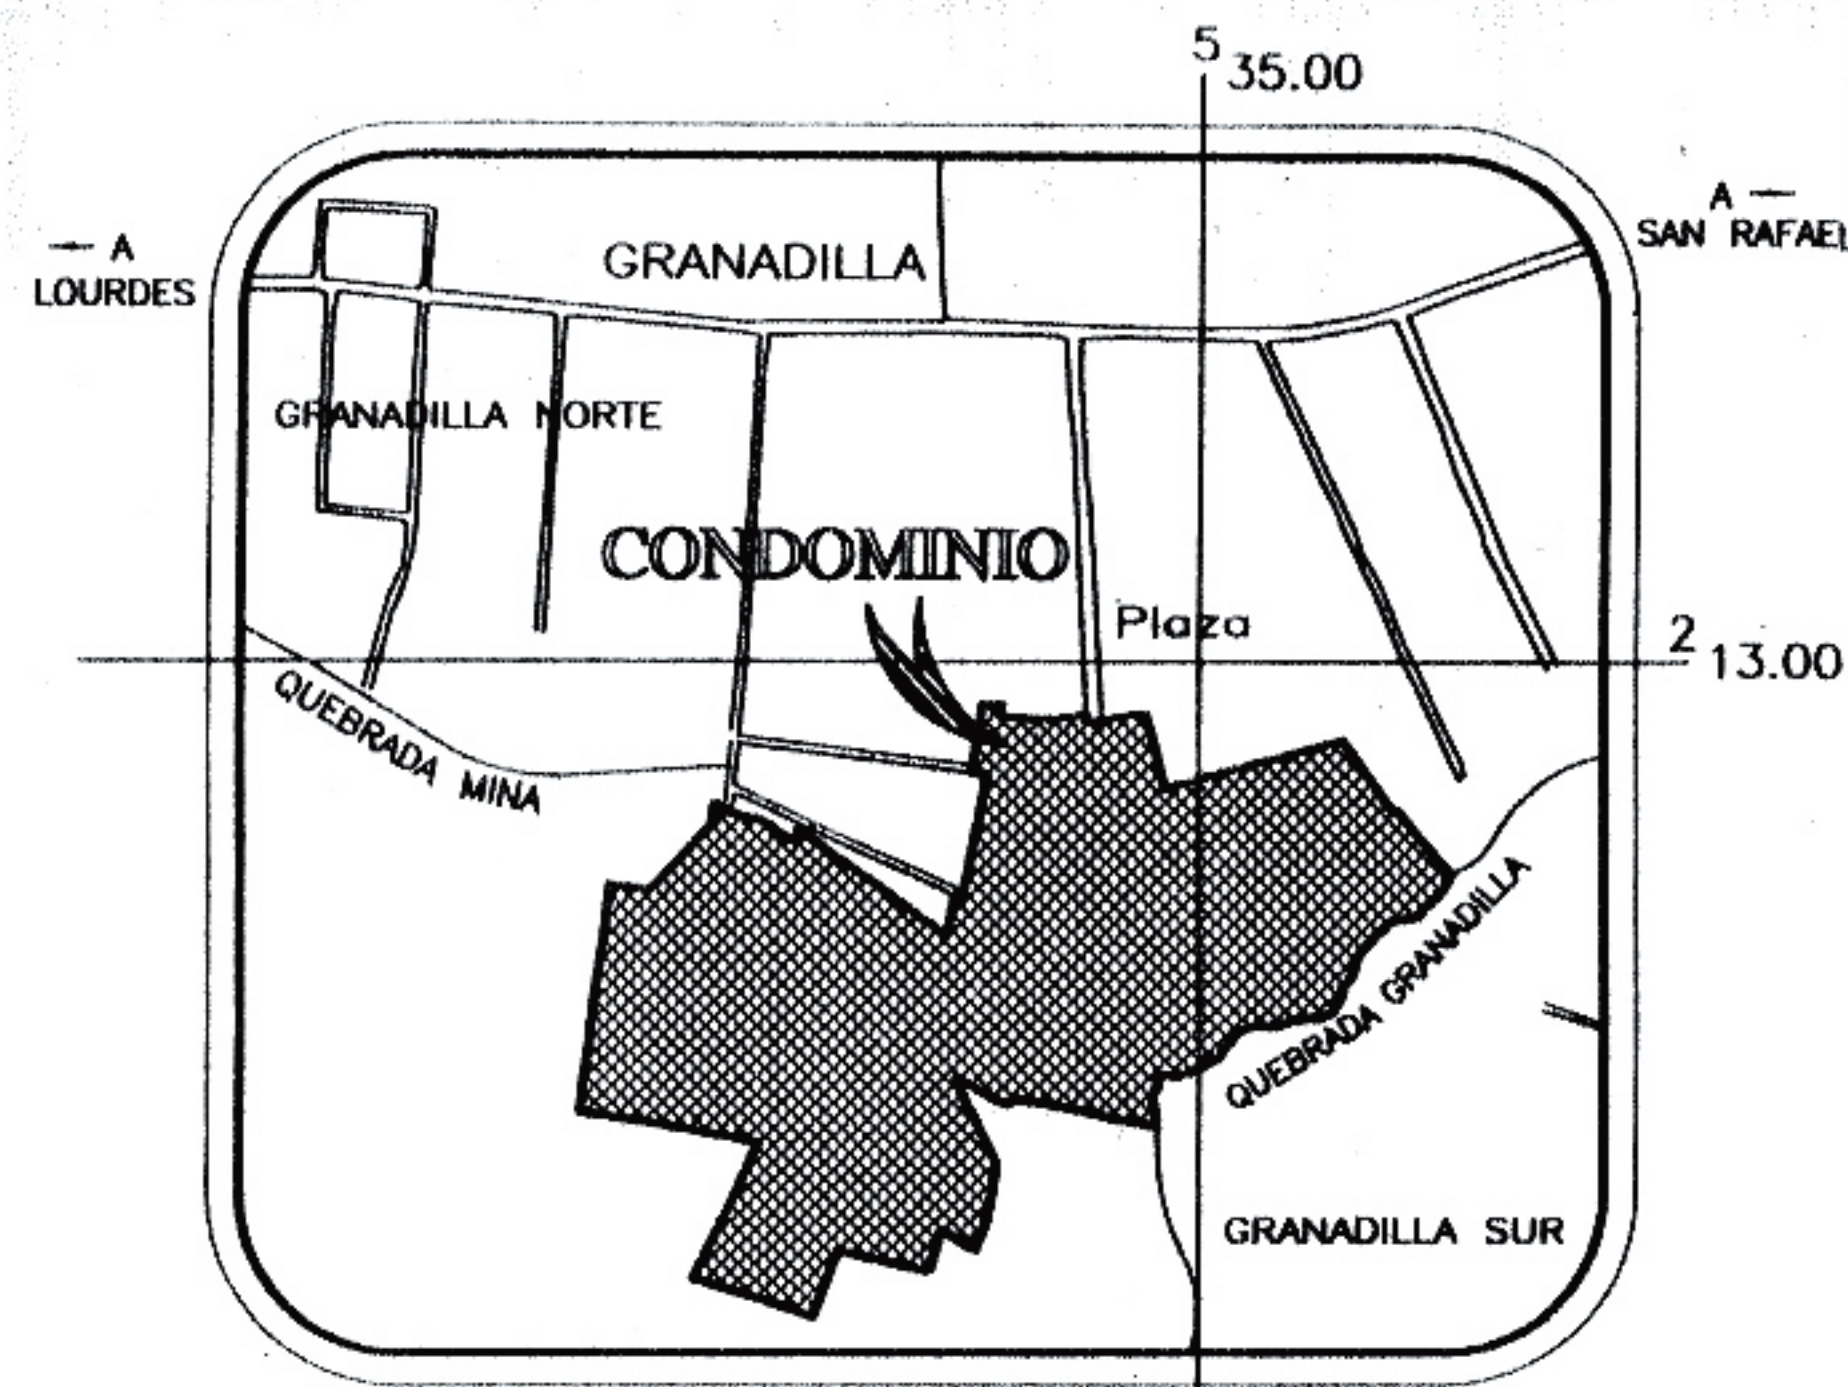 5 35.00
A
SAN RAFAEL
A
LOURDES
GRANADILLA
GRANADILLA NORTE
CONDOMINIO
Plaza
2 13.00
QUEBRADA MINA
QUEBRADA GRANADILLA
GRANADILLA SUR